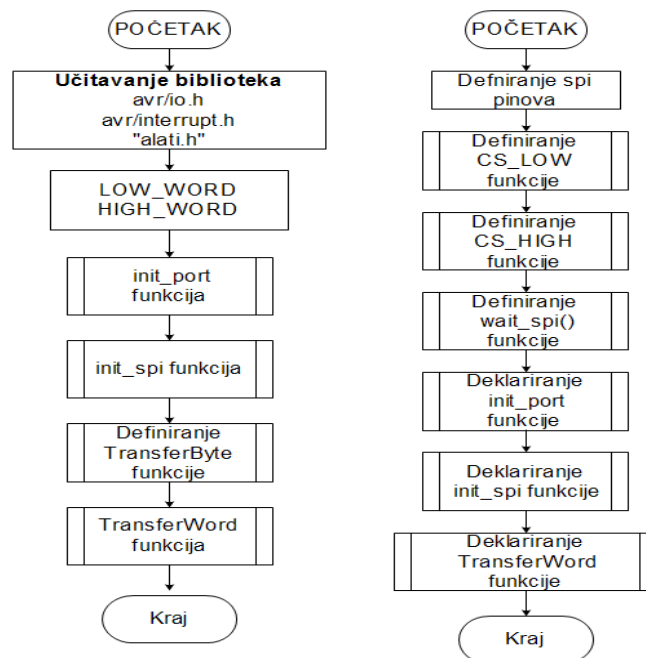 POČETAK
Učitavanje biblioteka
avr/io.h
avr/interrupt.h
"alati.h"
LOW_WORD
HIGH_WORD
init_port
funkcija
init_spi funkcija
Definiranje
TransferByte
funkcije
TransferWord
funkcija
Kraj
POČETAK
Defniranje spi
pinova
Definiranje
CS_LOW
funkcije
Definiranje
CS_HIGH
funkcije
Definiranje
wait_spi()
funkcije
Deklariranje
init_port
funkcije
Deklariranje
init_spi funkcije
Deklariranje
TransferWord
funkcije
Kraj